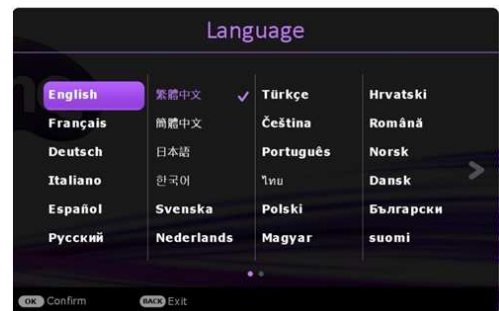 Language
English 繁體中文 Türkçe Hrvatski
Français 簡體中文 Čeština Română
Deutsch 日本語 Português Norsk
Italiano 한국어 ไทย Dansk
Español Svenska Polski Български
Русский Nederlands Magyar suomi
OK Confirm BACK Exit